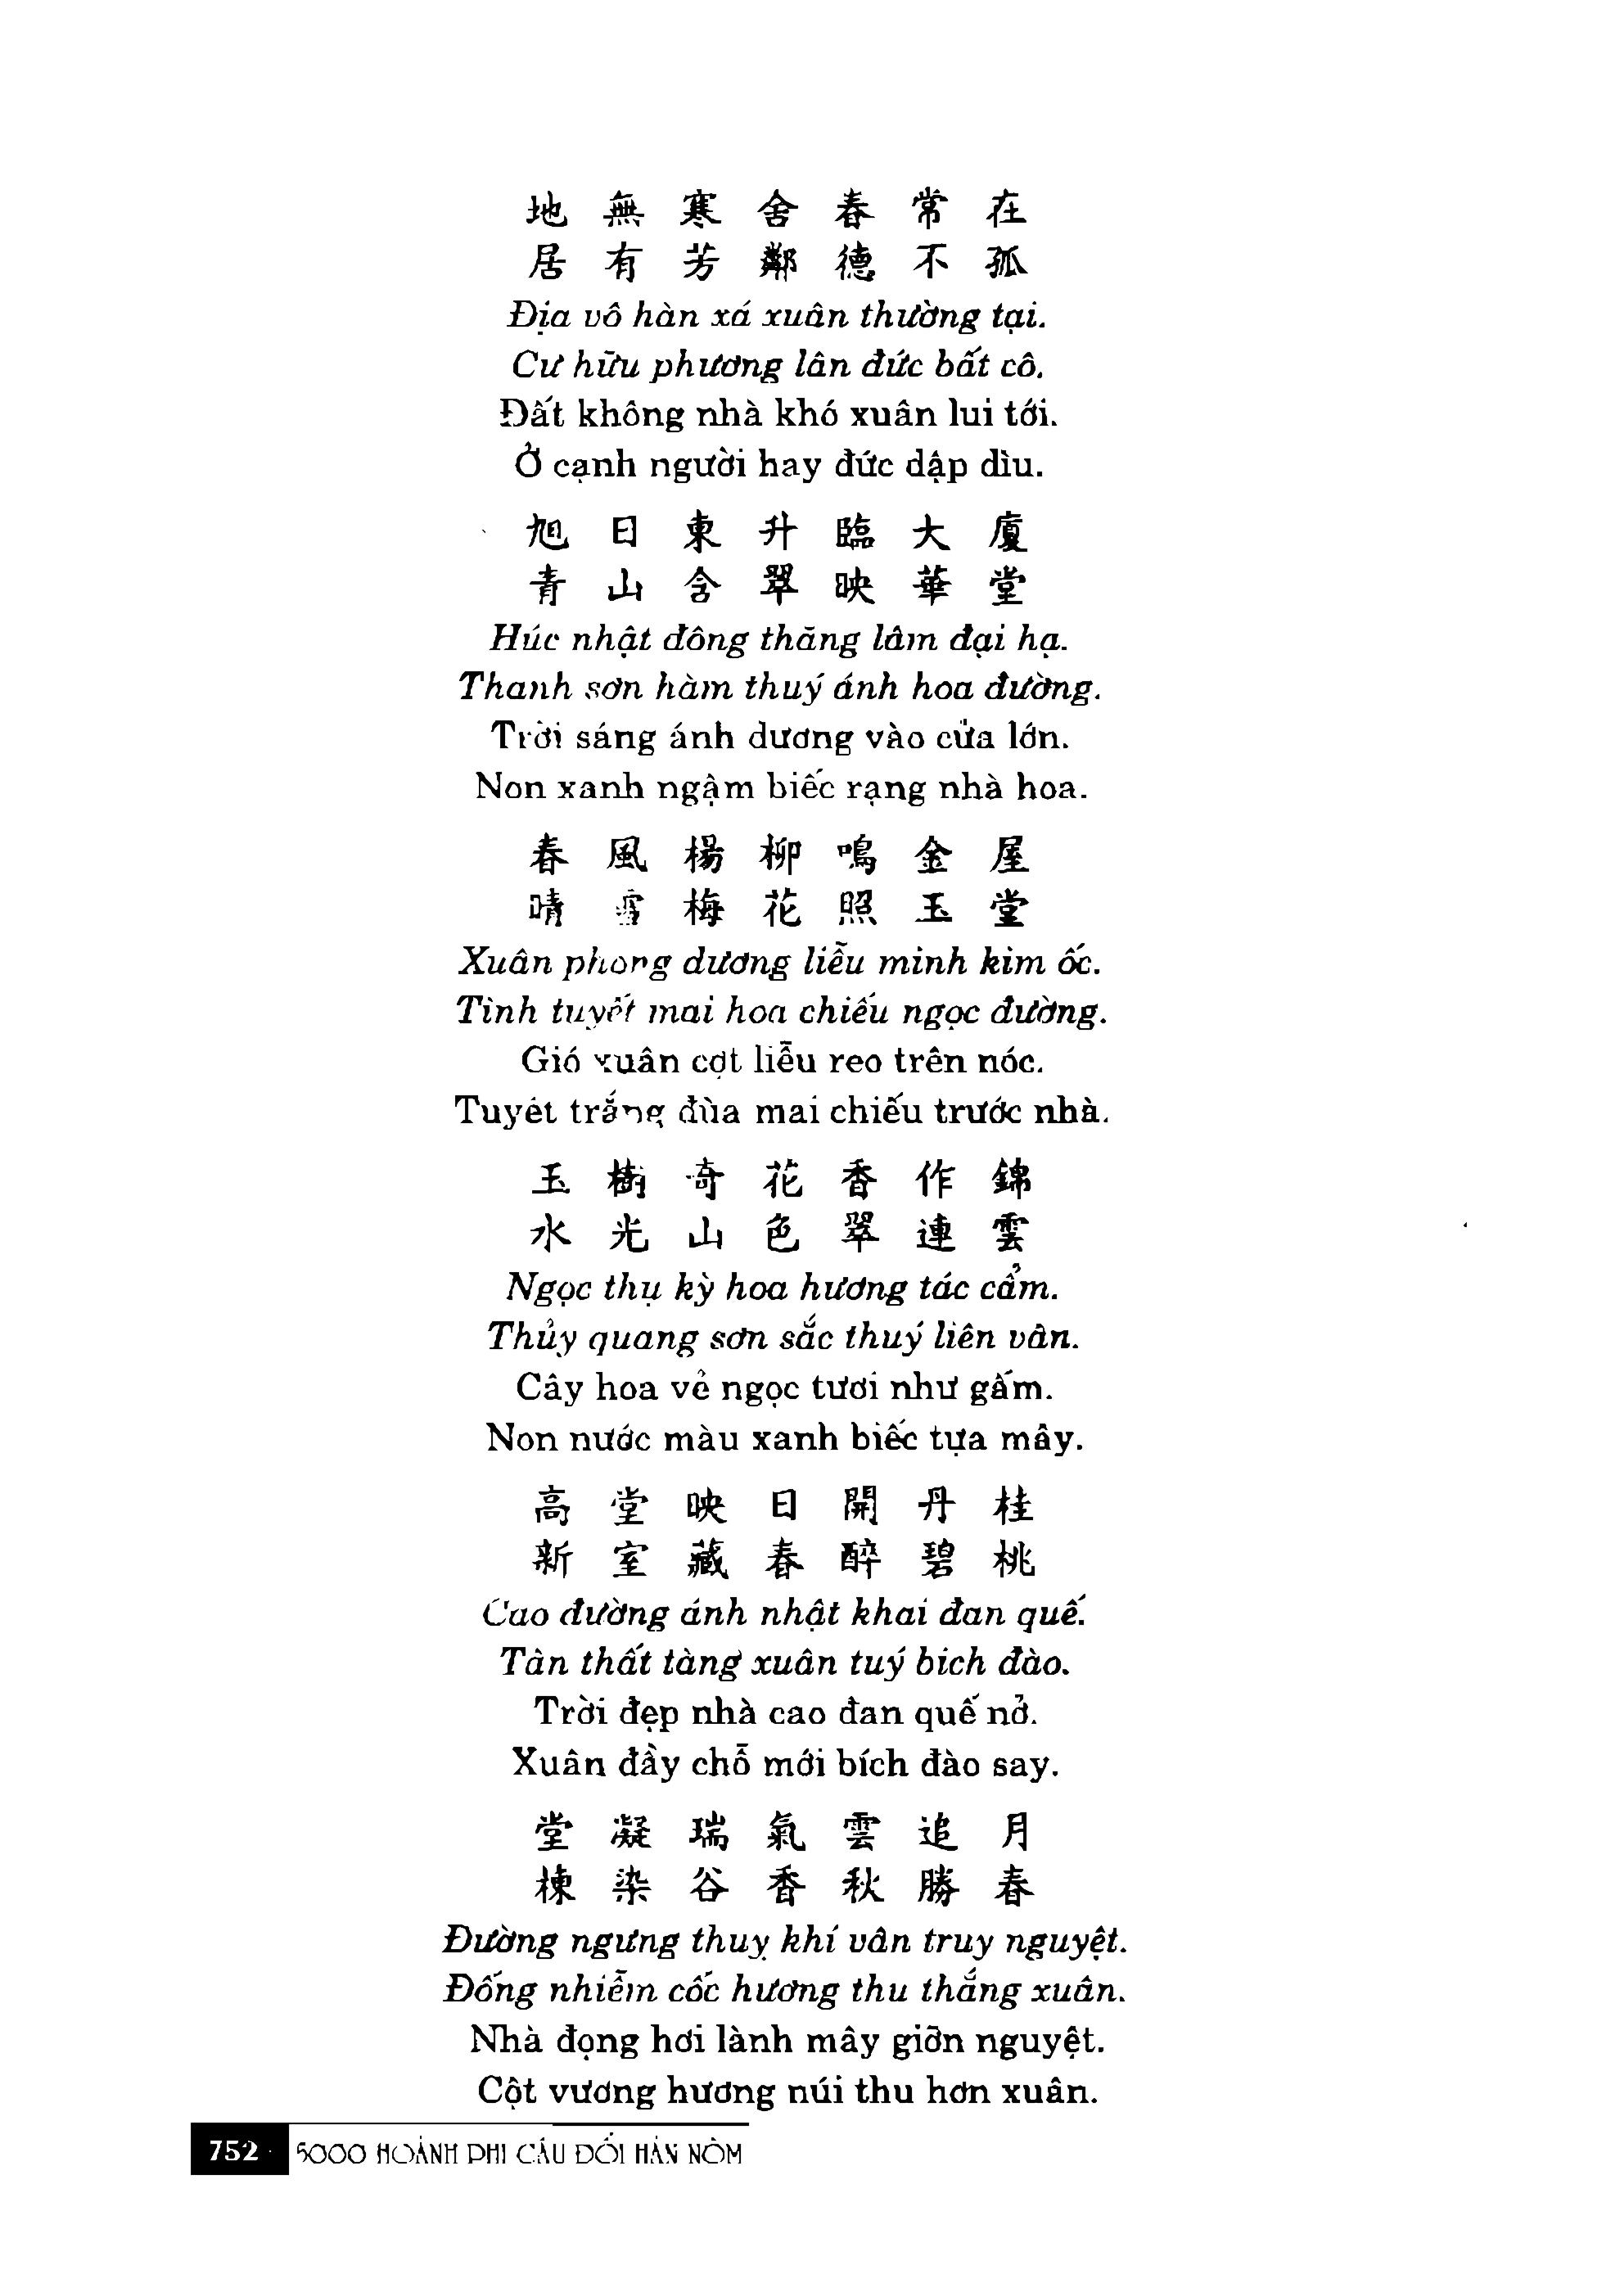 地無寒舍春常在
居有芳鄰德不孤
Địa vô hàn xá xuân thường tại.
Cư hữu phương lân đức bất cô.
Đất không nhà khó xuân lui tới.
Ở cạnh người hay đức dập dìu.
旭日東升臨大廈
青山含翠映華堂
Húc nhật đông thăng lâm đại hạ.
Thanh sơn hàm thuý ánh hoa đường.
Trời sáng ánh dương vào cửa lớn.
Non xanh ngậm biếc rạng nhà hoa.
春風楊柳鳴金屋
晴雪梅花照玉堂
Xuân phong dương liễu minh kim ốc.
Tình tuyết mai hoa chiếu ngọc đường.
Gió xuân cợt liễu reo trên nóc.
Tuyết trắng đùa mai chiếu trước nhà.
玉樹奇花香作錦
水光山色翠連雲
Ngọc thụ kỳ hoa hương tác cẩm.
Thủy quang sơn sắc thuý liên vân.
Cây hoa vẻ ngọc tươi như gấm.
Non nước màu xanh biếc tựa mây.
高堂映日開丹桂
新室藏春醉碧桃
Cao đường ánh nhật khai đan quế.
Tân thất tàng xuân tuý bích đào.
Trời đẹp nhà cao đan quế nở.
Xuân đầy chỗ mới bích đào say.
堂凝瑞氣雲追月
棟染谷香秋勝春
Đường ngưng thuỵ khí vân truy nguyệt.
Đống nhiễm cốc hương thu thắng xuân.
Nhà đọng hơi lành mây giỡn nguyệt.
Cột vương hương núi thu hơn xuân.
752 5000 HOÀNH PHI CÂU ĐỐI HÁN NÔM